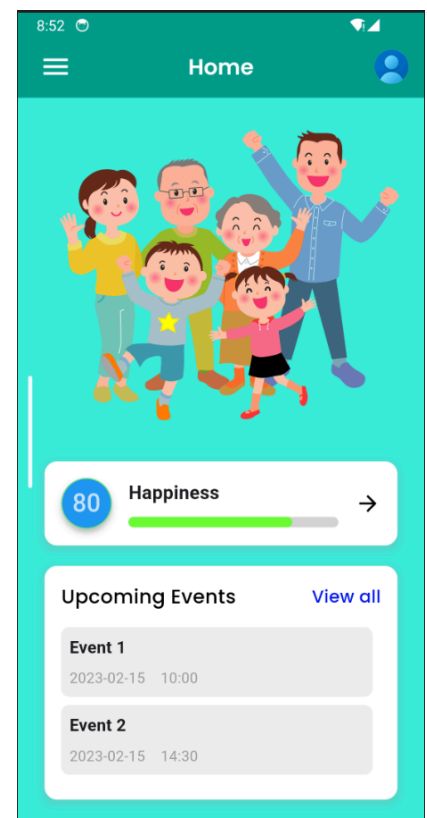 8:52
Home
80
Happiness
Upcoming Events View all
Event 1
2023-02-15 10:00
Event 2
2023-02-15 14:30